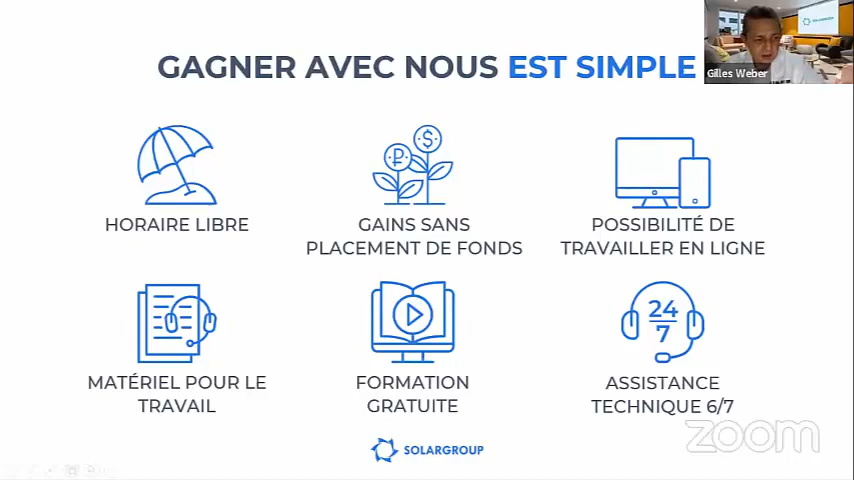 GAGNER AVEC NOUS EST SIMPLE
SOLARGROUP
Gilles Weber
HORAIRE LIBRE
GAINS SANS
PLACEMENT DE FONDS
POSSIBILITÉ DE
TRAVAILLER EN LIGNE
24
7
MATÉRIEL POUR LE
TRAVAIL
FORMATION
GRATUITE
ASSISTANCE
TECHNIQUE 6/7
SOLARGROUP
zoom